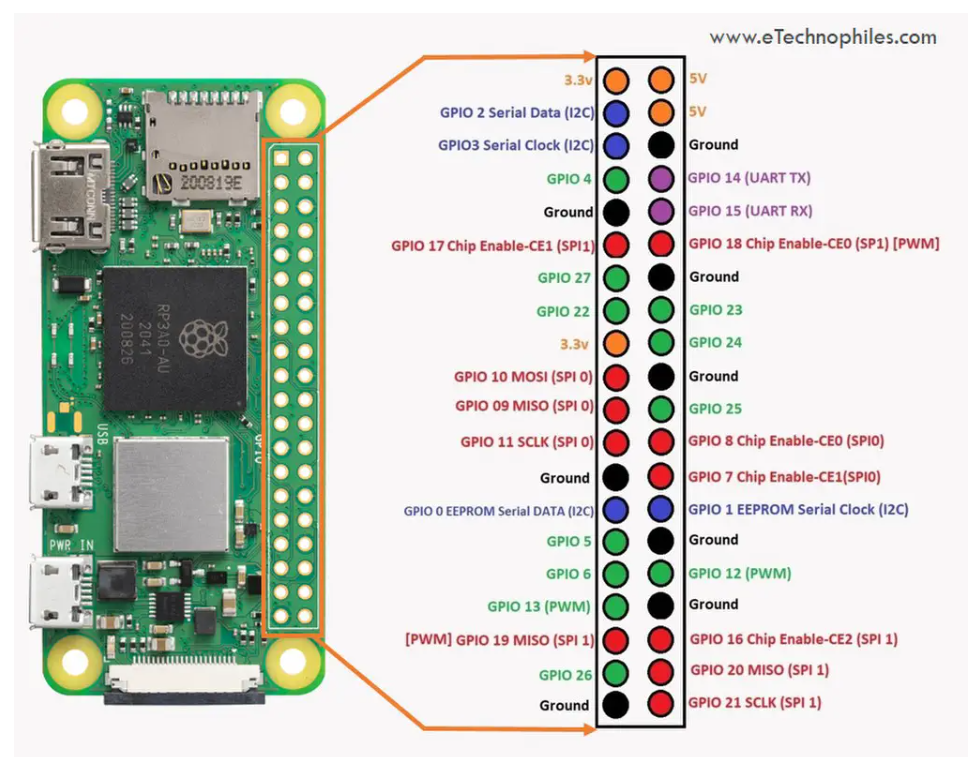 www.eTechnophiles.com
3.3v
5V
GPIO 2 Serial Data (I2C)
5V
GPIO3 Serial Clock (I2C)
Ground
GPIO 4
GPIO 14 (UART TX)
Ground
GPIO 15 (UART RX)
GPIO 17 Chip Enable-CE1 (SPI1)
GPIO 18 Chip Enable-CE0 (SP1) [PWM]
GPIO 27
Ground
GPIO 22
GPIO 23
3.3v
GPIO 24
GPIO 10 MOSI (SPI 0)
Ground
GPIO 09 MISO (SPI 0)
GPIO 25
GPIO 11 SCLK (SPI 0)
GPIO 8 Chip Enable-CE0 (SPI0)
Ground
GPIO 7 Chip Enable-CE1(SPI0)
GPIO 0 EEPROM Serial DATA (I2C)
GPIO 1 EEPROM Serial Clock (I2C)
GPIO 5
Ground
GPIO 6
GPIO 12 (PWM)
GPIO 13 (PWM)
Ground
[PWM] GPIO 19 MISO (SPI 1)
GPIO 16 Chip Enable-CE2 (SPI 1)
GPIO 26
GPIO 20 MISO (SPI 1)
Ground
GPIO 21 SCLK (SPI 1)
200819E
MTCONN
RP3A0-AU
2041
200826
USB
GPIO
PWR IN